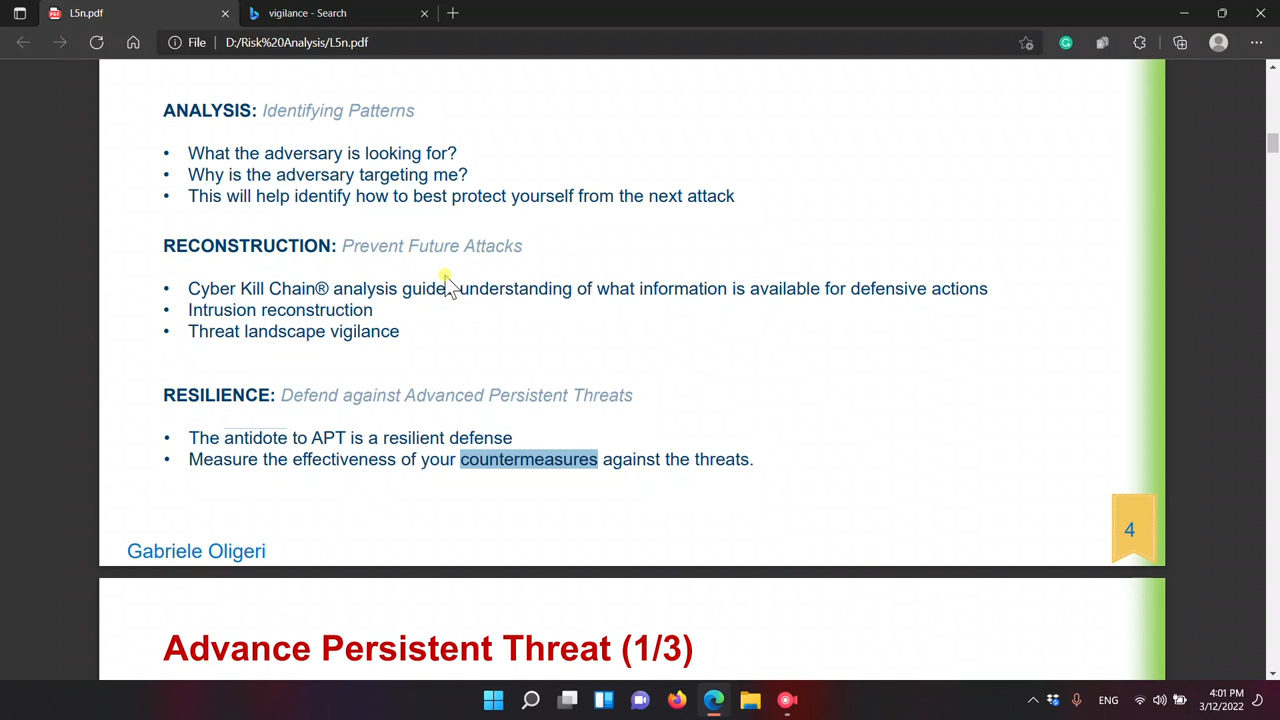 L5n.pdf
vigilance - Search
File
D:/Risk%20Analysis/L5n.pdf
ANALYSIS: Identifying Patterns
• What the adversary is looking for?
• Why is the adversary targeting me?
• This will help identify how to best protect yourself from the next attack
RECONSTRUCTION: Prevent Future Attacks
• Cyber Kill Chain® analysis guide understanding of what information is available for defensive actions
• Intrusion reconstruction
• Threat landscape vigilance
RESILIENCE: Defend against Advanced Persistent Threats
• The antidote to APT is a resilient defense
• Measure the effectiveness of your countermeasures against the threats.
4
Gabriele Oligeri
Advance Persistent Threat (1/3)
ENG
4:01 PM
3/12/2022